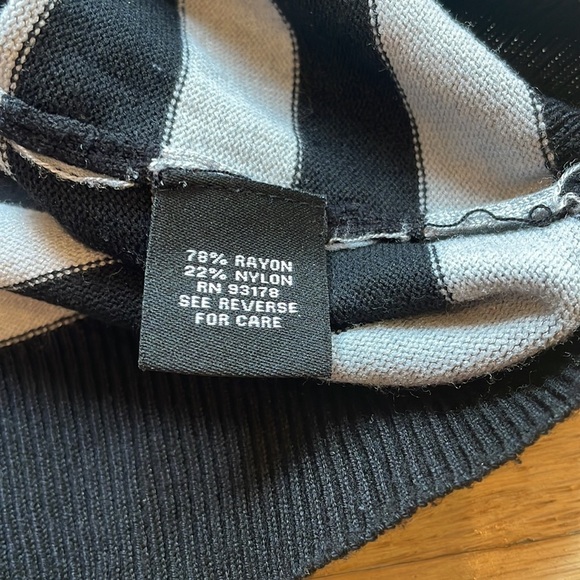 78% RAYON
22% NYLON
RN 93178
SEE REVERSE
FOR CARE